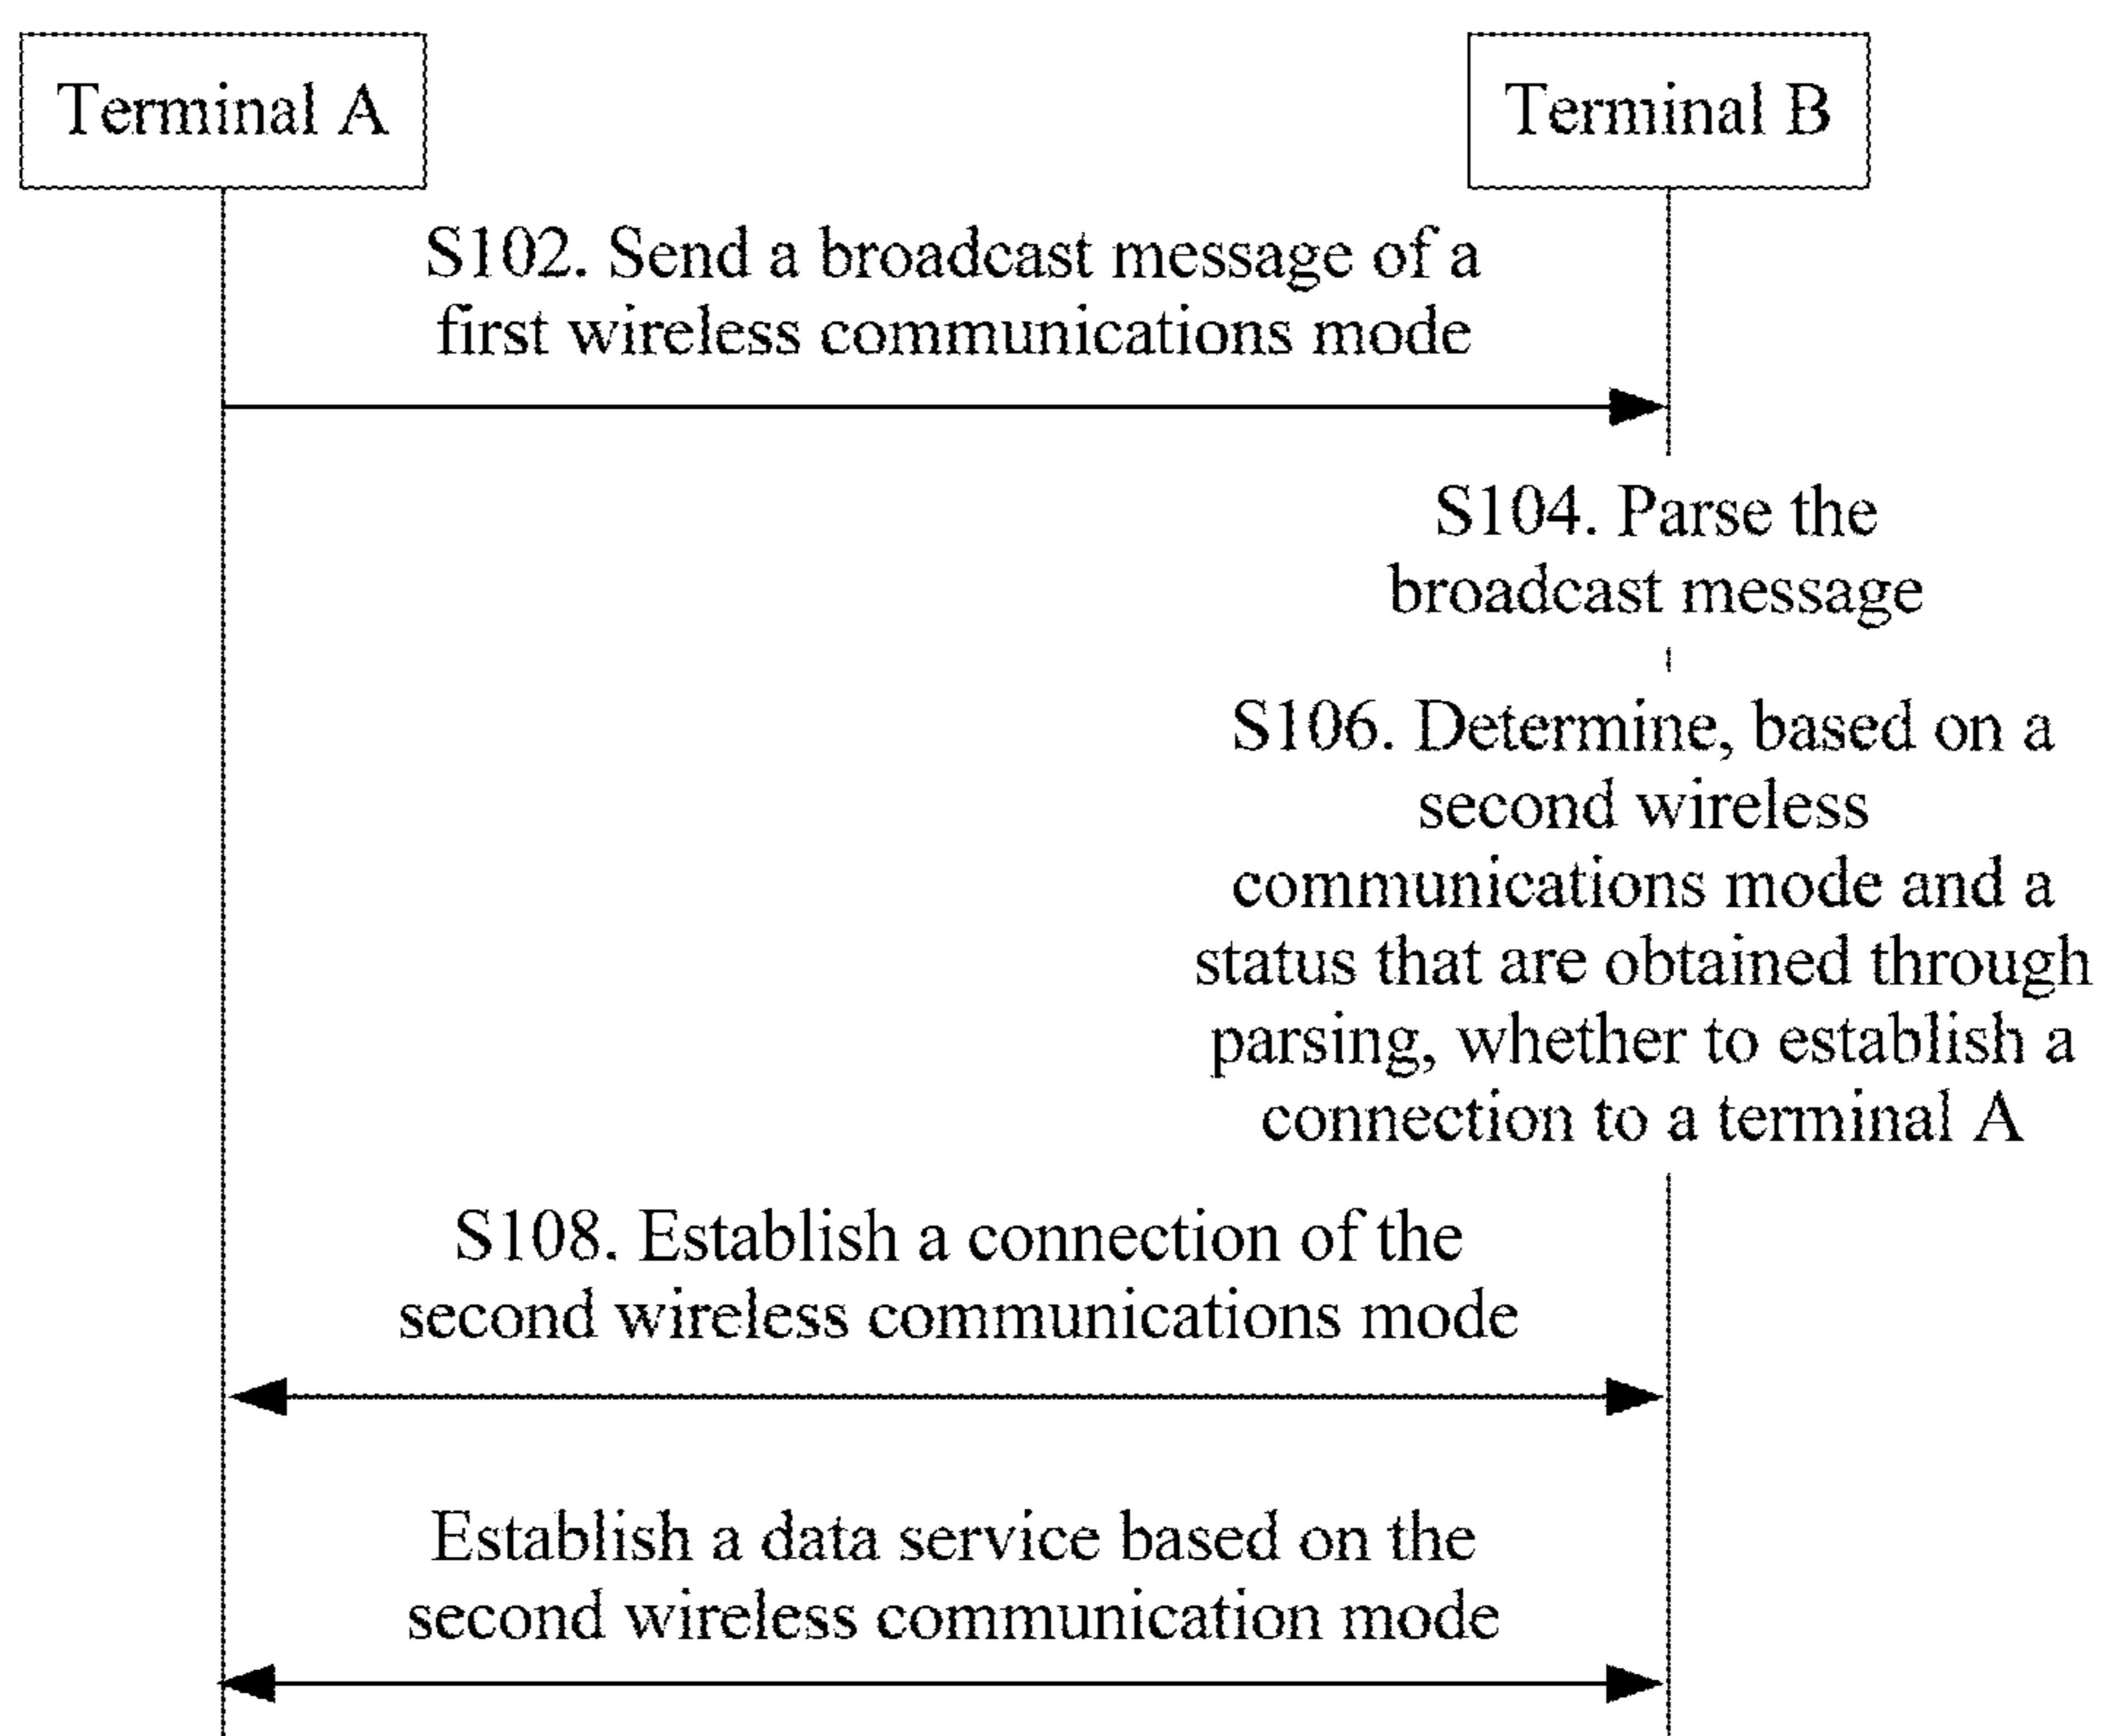 Terminal A
Terminal B
S102. Send a broadcast message of a
first wireless communications mode
S104. Parse the
broadcast message
S106. Determine, based on a
second wireless
communications mode and a
status that are obtained through
parsing, whether to establish a
connection to a terminal A
S108. Establish a connection of the
second wireless communications mode
Establish a data service based on the
second wireless communication mode